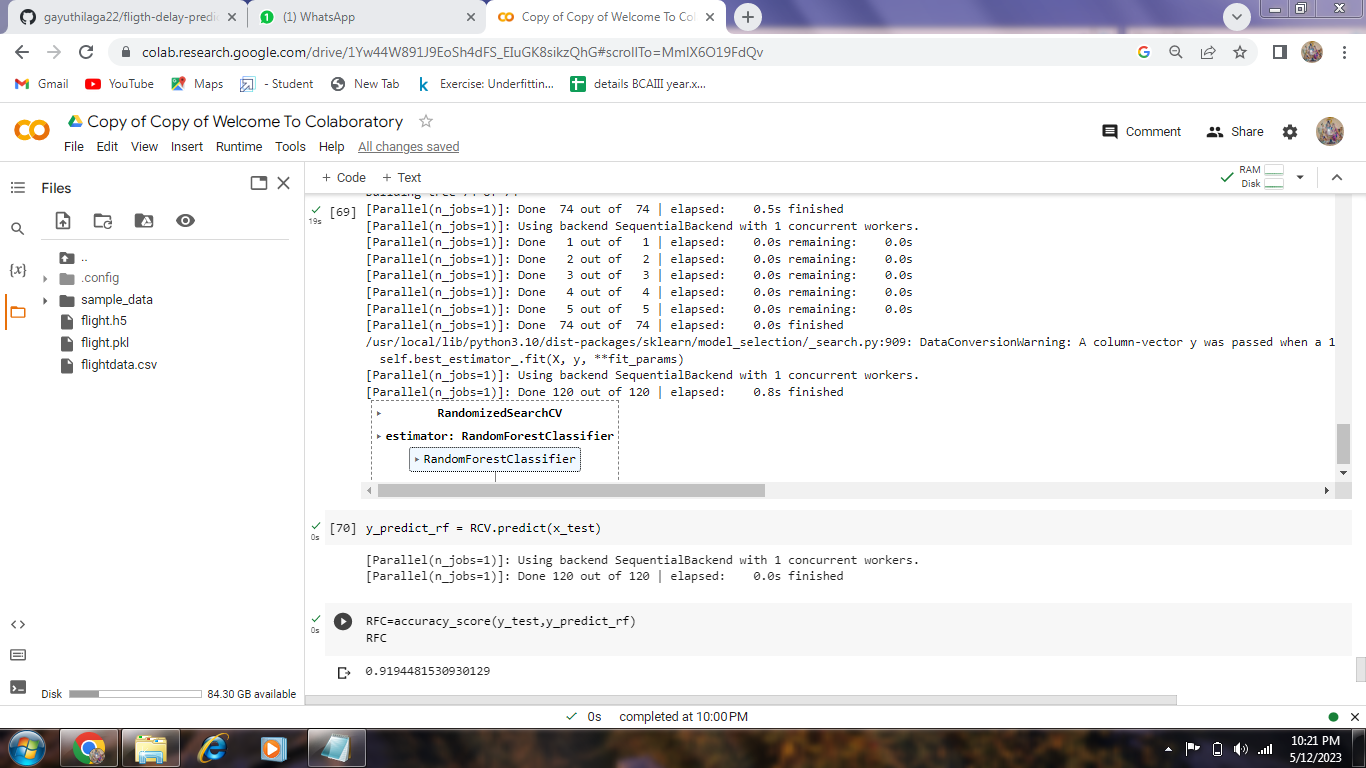 gayuthilaga22/fligth-delay-predi
(1) WhatsApp
Copy of Copy of Welcome To Col
colab.research.google.com/drive/1Yw44W891J9EoSh4dFS_EIuGK8sikzQhG#scrollTo=MmIX6O19FdQv
Gmail
YouTube
Maps
- Student
New Tab
Exercise: Underfittin...
details BCAIII year.x...
Copy of Copy of Welcome To Colaboratory
File Edit View Insert Runtime Tools Help All changes saved
Comment
Share
Files
+ Code + Text
RAM
Disk
..
.config
sample_data
flight.h5
flight.pkl
flightdata.csv
Disk
84.30 GB available
building tree 74 of 74
[69]
19s
[Parallel(n_jobs=1)]: Done  74 out of  74 | elapsed:    0.5s finished
[Parallel(n_jobs=1)]: Using backend SequentialBackend with 1 concurrent workers.
[Parallel(n_jobs=1)]: Done   1 out of   1 | elapsed:    0.0s remaining:    0.0s
[Parallel(n_jobs=1)]: Done   2 out of   2 | elapsed:    0.0s remaining:    0.0s
[Parallel(n_jobs=1)]: Done   3 out of   3 | elapsed:    0.0s remaining:    0.0s
[Parallel(n_jobs=1)]: Done   4 out of   4 | elapsed:    0.0s remaining:    0.0s
[Parallel(n_jobs=1)]: Done   5 out of   5 | elapsed:    0.0s remaining:    0.0s
[Parallel(n_jobs=1)]: Done  74 out of  74 | elapsed:    0.0s finished
/usr/local/lib/python3.10/dist-packages/sklearn/model_selection/_search.py:909: DataConversionWarning: A column-vector y was passed when a 1
self.best_estimator_.fit(X, y, **fit_params)
[Parallel(n_jobs=1)]: Using backend SequentialBackend with 1 concurrent workers.
[Parallel(n_jobs=1)]: Done 120 out of 120 | elapsed:    0.8s finished
RandomizedSearchCV
estimator: RandomForestClassifier
RandomForestClassifier
[70] y_predict_rf = RCV.predict(x_test)
0s
[Parallel(n_jobs=1)]: Using backend SequentialBackend with 1 concurrent workers.
[Parallel(n_jobs=1)]: Done 120 out of 120 | elapsed:    0.0s finished
RFC=accuracy_score(y_test,y_predict_rf)
0s
RFC
0.9194481530930129
0s completed at 10:00 PM
10:21 PM
5/12/2023